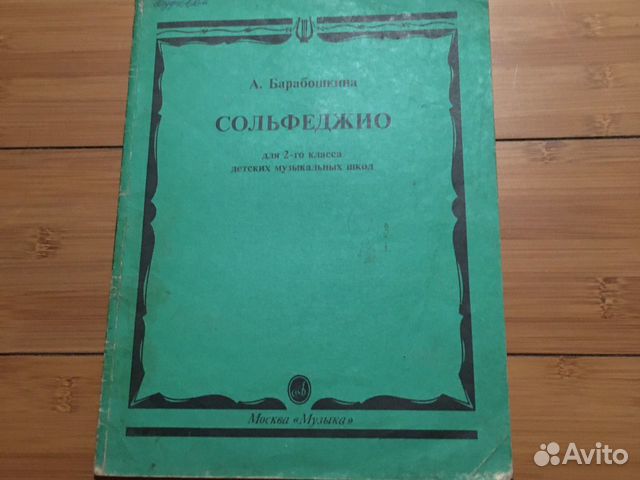 А. Барабошкина
СОЛЬФЕДЖИО
для 2-го класса
детских музыкальных школ
Москва «Музыка»
Avito